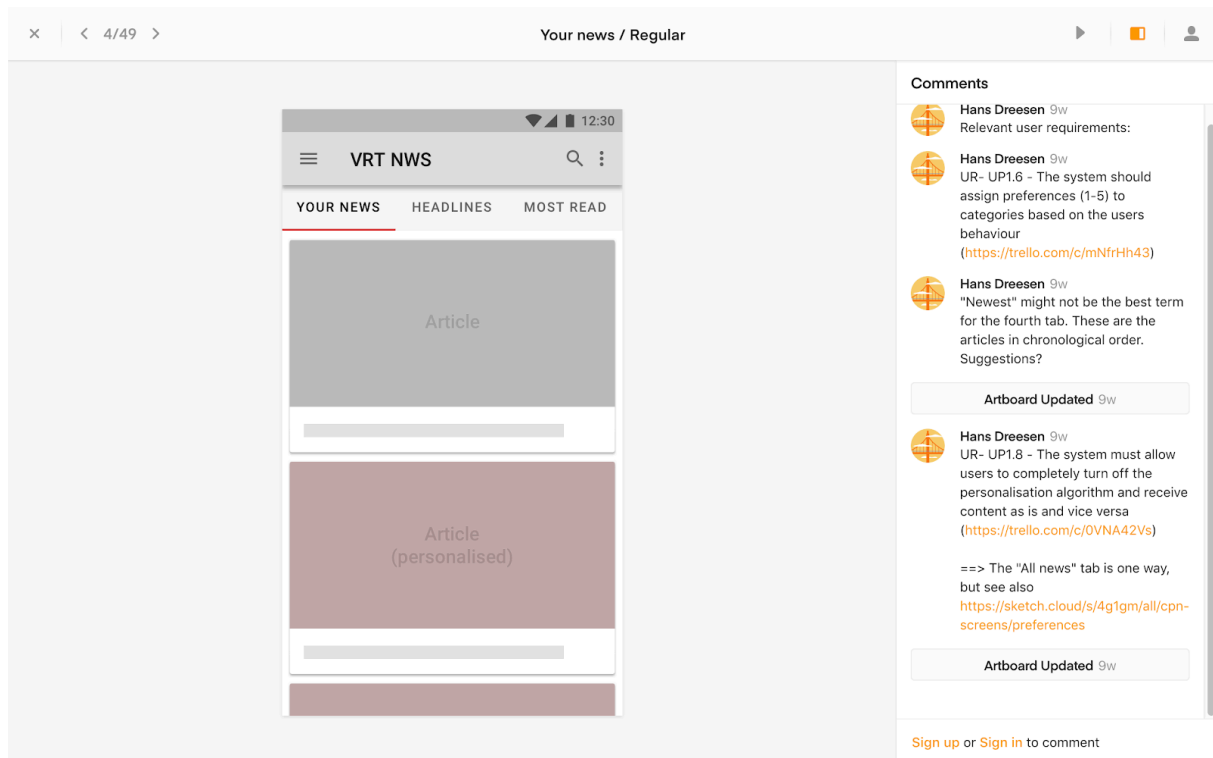 4/49
Your news / Regular
Comments
12:30
VRT NWS
YOUR NEWS HEADLINES MOST READ
Article
Article
(personalised)
Hans Dreesen 9w
Relevant user requirements:
Hans Dreesen 9w
UR- UP1.6 - The system should
assign preferences (1-5) to
categories based on the users
behaviour
(https://trello.com/c/mNfrHh43)
Hans Dreesen 9w
"Newest" might not be the best term
for the fourth tab. These are the
articles in chronological order.
Suggestions?
Artboard Updated 9w
Hans Dreesen 9w
UR- UP1.8 - The system must allow
users to completely turn off the
personalisation algorithm and receive
content as is and vice versa
(https://trello.com/c/0VNA42Vs)
==> The "All news" tab is one way,
but see also
https://sketch.cloud/s/4g1gm/all/cpn-
screens/preferences
Artboard Updated 9w
Sign up or Sign in to comment